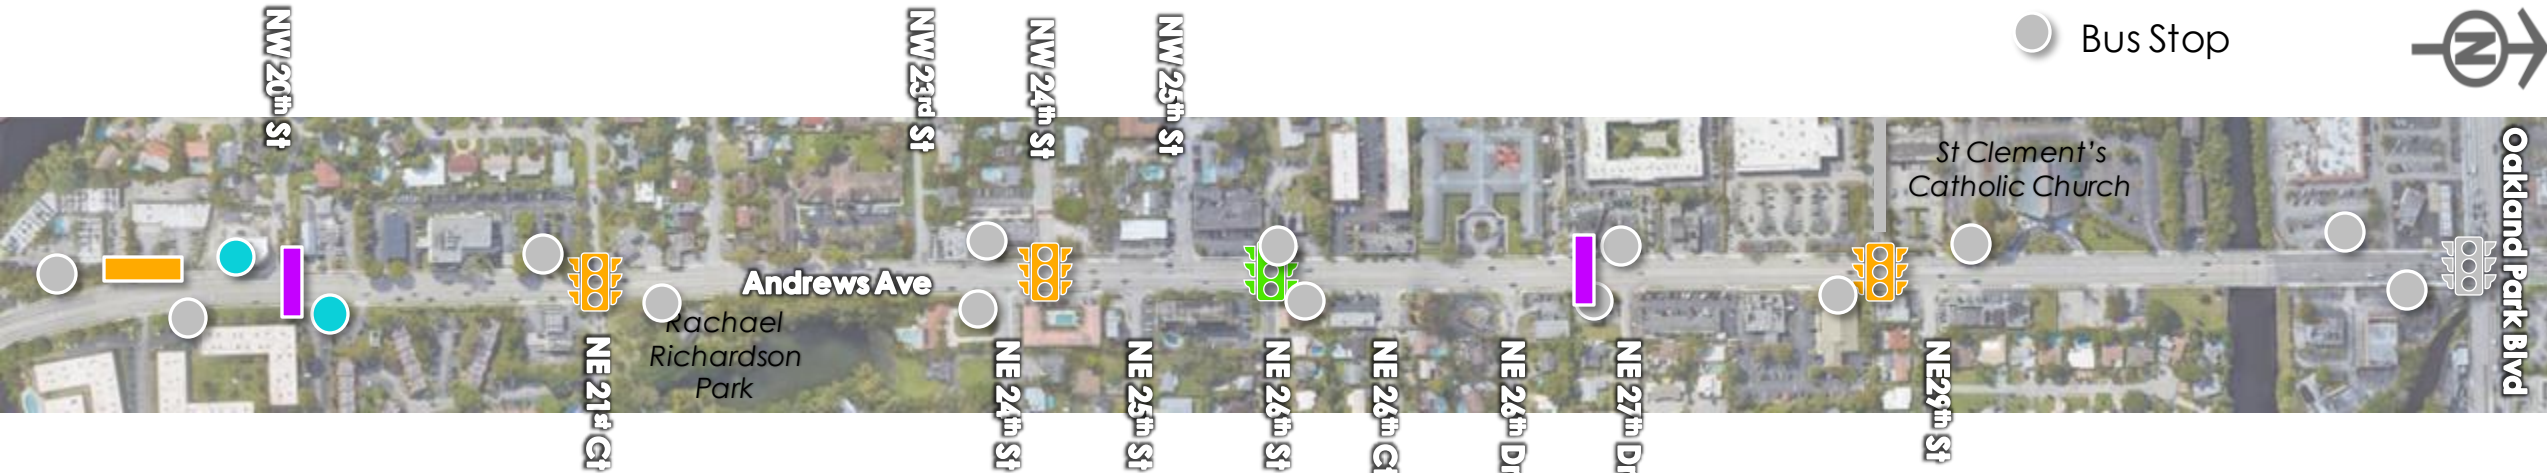 NW 20th St
NW 23rd St
NW 24th St
NW 25th St
Bus Stop
N
St Clement's
Catholic Church
Oakland Park Blvd
Andrews Ave
Rachael
Richardson
Park
NE 21st Ct
NE 24th St
NE 25th St
NE 26th St
NE 26th Ct
NE 26th Dr
NE 27th Dr
NE29th St